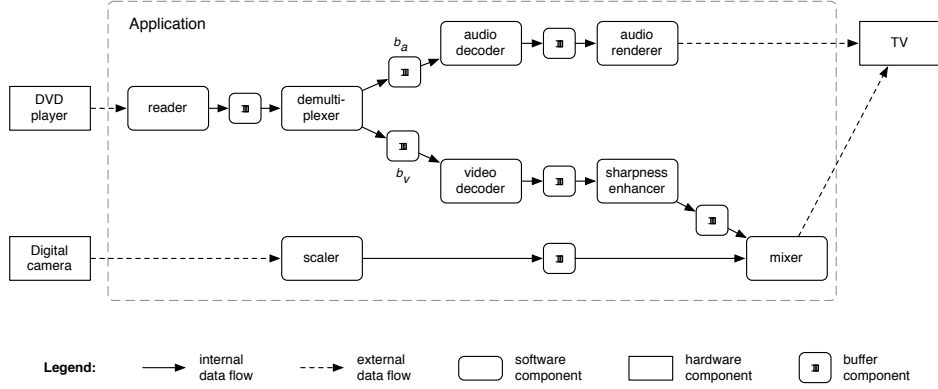 Application
audio
decoder
audio
renderer
TV
b_a
DVD
player
reader
demulti-
plexer
b_v
video
decoder
sharpness
enhancer
Digital
camera
scaler
mixer
Legend:
internal
data flow
external
data flow
software
component
hardware
component
buffer
component